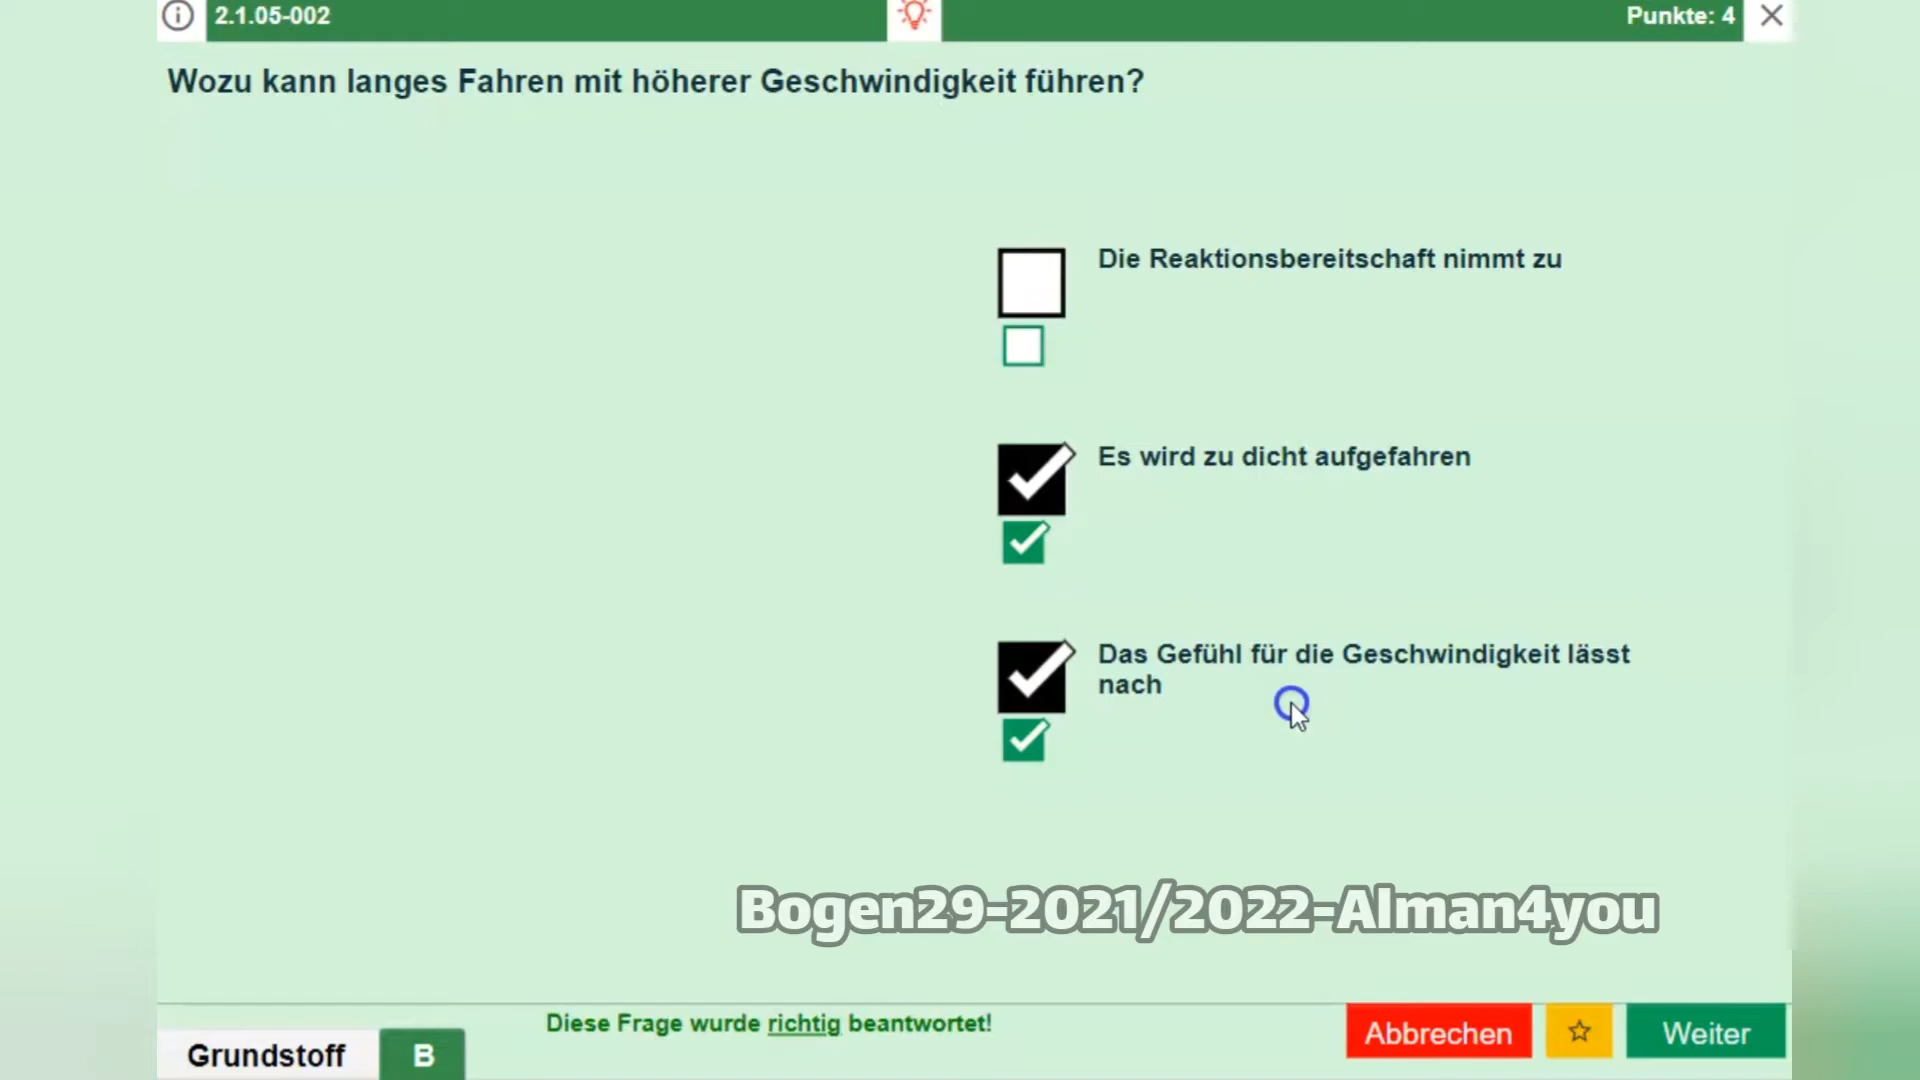 2.1.05-002
Punkte: 4
Wozu kann langes Fahren mit höherer Geschwindigkeit führen?
Die Reaktionsbereitschaft nimmt zu
Es wird zu dicht aufgefahren
Das Gefühl für die Geschwindigkeit lässt
nach
Bogen29-2021/2022-Alman4you
Diese Frage wurde richtig beantwortet!
Abbrechen
Weiter
Grundstoff
B